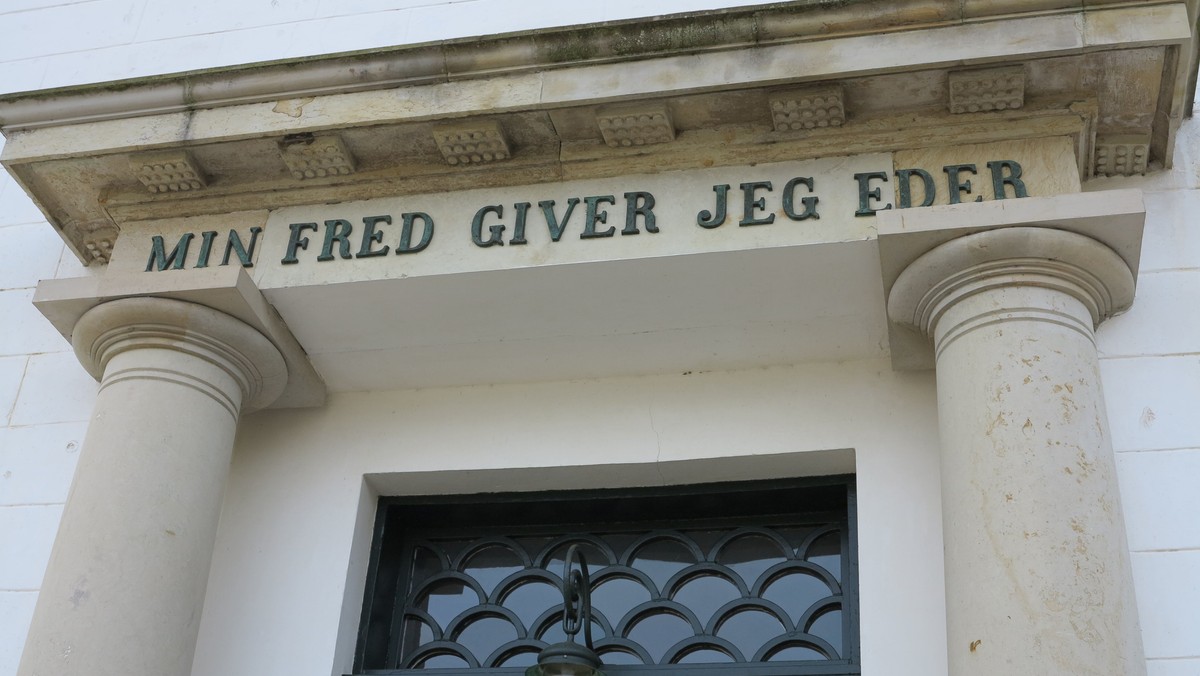 MIN FRED GIVER JEG EDER